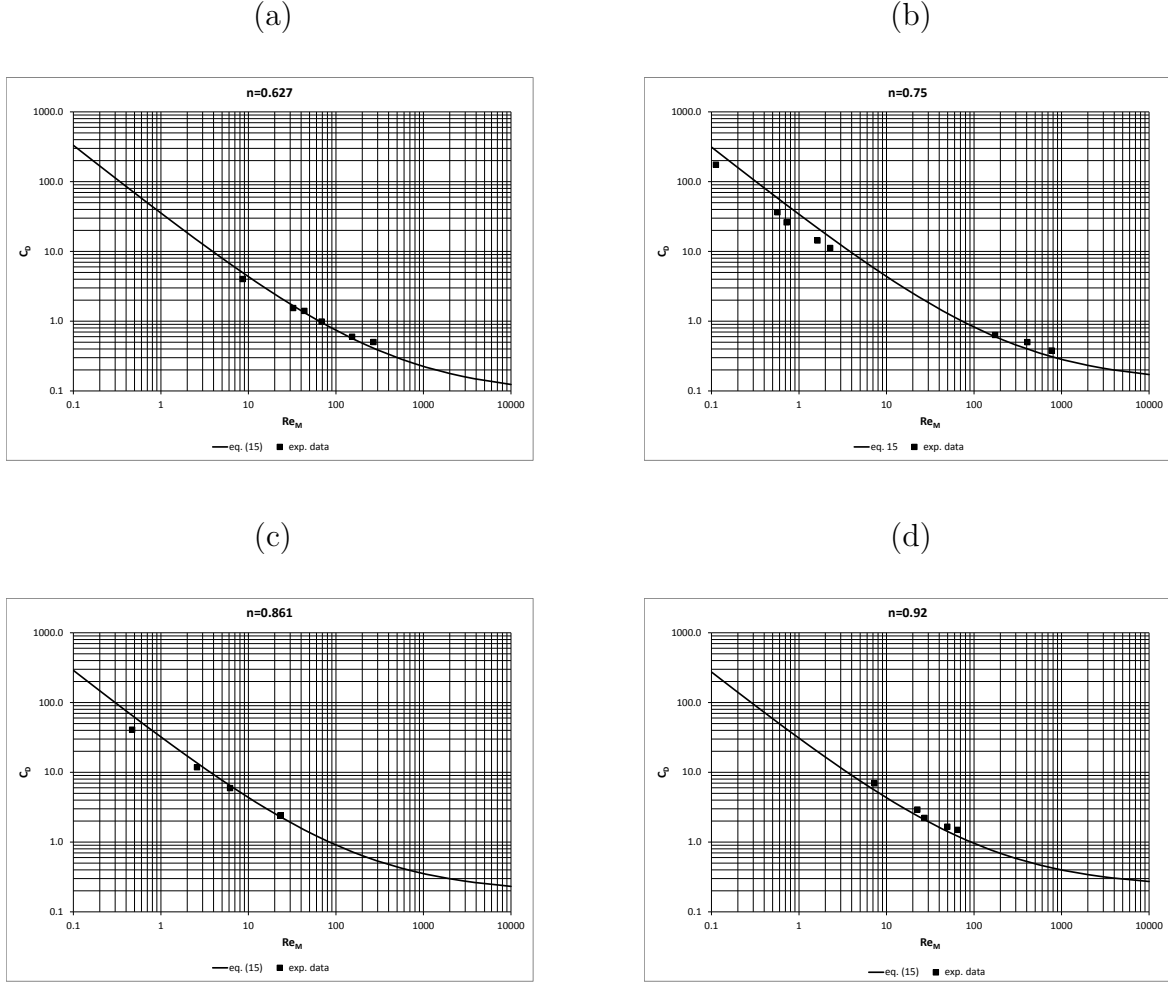 (a)
n=0.627
1000.0
100.0
10.0
1.0
0.1
C_D
0.1 1 10 100 1000 10000
Re_M
eq. (15) exp. data
(b)
n=0.75
1000.0
100.0
10.0
1.0
0.1
C_D
0.1 1 10 100 1000 10000
Re_M
eq. 15 exp. data
(c)
n=0.861
1000.0
100.0
10.0
1.0
0.1
C_D
0.1 1 10 100 1000 10000
Re_M
eq. (15) exp. data
(d)
n=0.92
1000.0
100.0
10.0
1.0
0.1
C_D
0.1 1 10 100 1000 10000
Re_M
eq. (15) exp. data